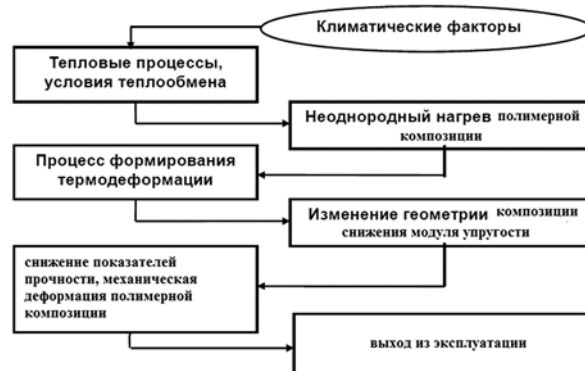 Климатические факторы
Тепловые процессы,
условия теплообмена
Неоднородный нагрев полимерной
композиции
Процесс формирования
термодеформации
Изменение геометрии композиции
снижения модуля упругости
снижение показателей
прочности, механическая
деформация полимерной
композиции
выход из эксплуатации